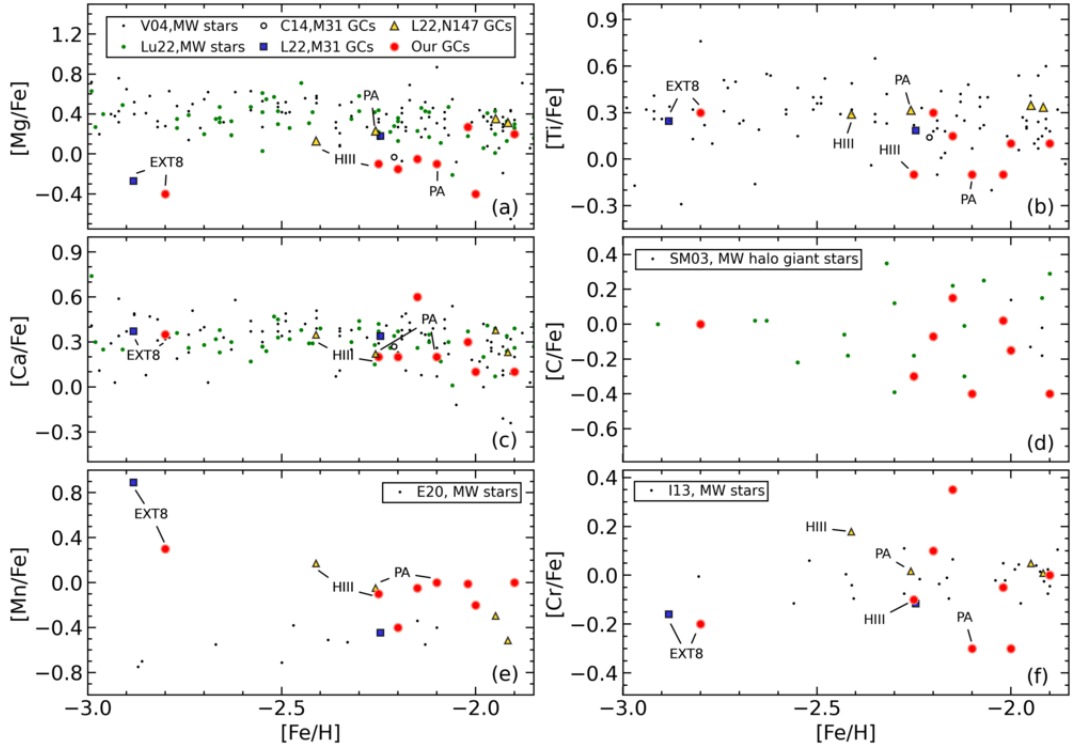 V04,MW stars
C14,M31 GCs
L22,N147 GCs
Lu22,MW stars
L22,M31 GCs
Our GCs
1.2
0.8
0.4
0.0
−0.4
[Mg/Fe]
PA
HIII
EXT8
PA
(a)
0.9
0.6
0.3
0.0
−0.3
[Ti/Fe]
EXT8
PA
HIII
HIII
PA
(b)
0.9
0.6
0.3
0.0
−0.3
[Ca/Fe]
PA
EXT8
HIII
(c)
SM03, MW halo giant stars
0.4
0.2
0.0
−0.2
−0.4
−0.6
[C/Fe]
(d)
E20, MW stars
0.8
0.4
0.0
−0.4
−0.8
[Mn/Fe]
EXT8
HIII
PA
(e)
−3.0
−2.5
−2.0
[Fe/H]
I13, MW stars
0.4
0.2
0.0
−0.2
−0.4
[Cr/Fe]
HIII
PA
HIII
PA
EXT8
(f)
−3.0
−2.5
−2.0
[Fe/H]